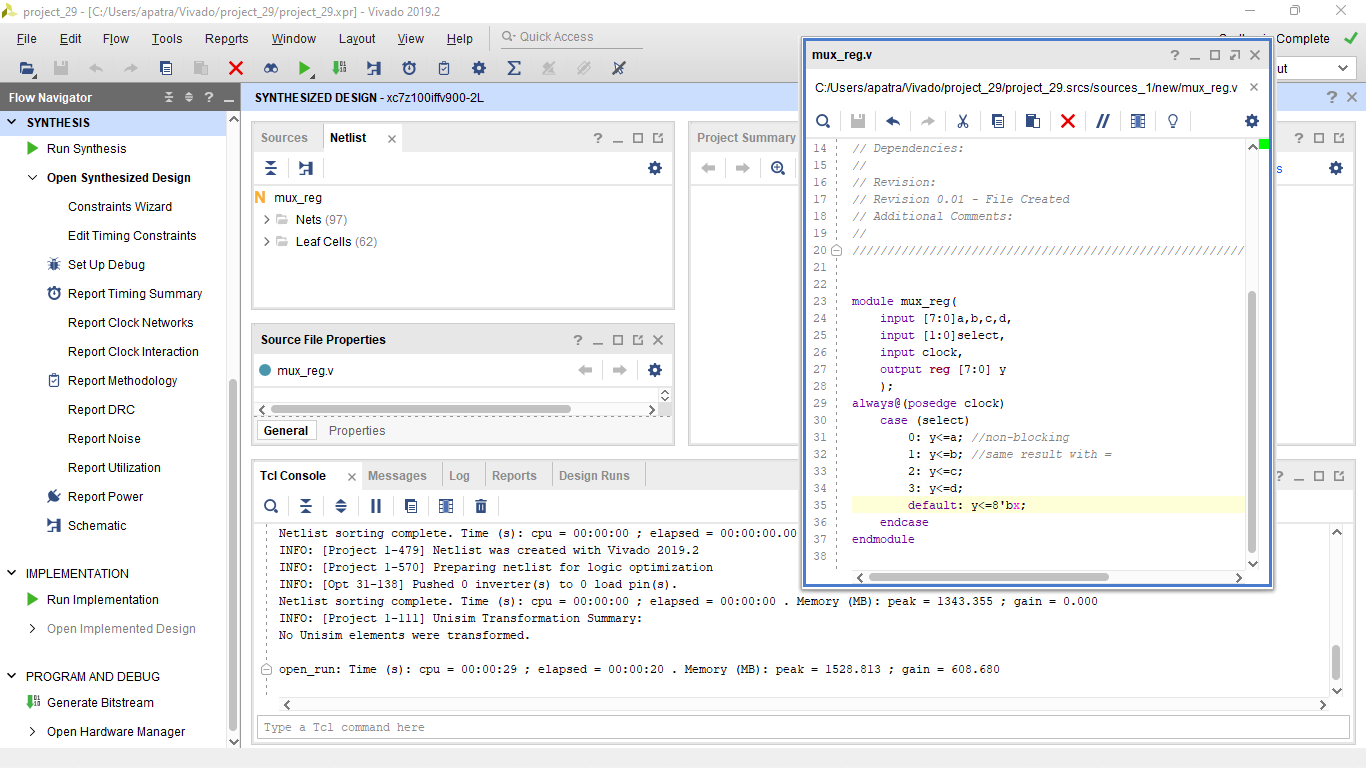 project_29 - [C:/Users/apatra/Vivado/project_29/project_29.xpr] - Vivado 2019.2
File Edit Flow Tools Reports Window Layout View Help Quick Access
Complete
Flow Navigator
SYNTHESIS
Run Synthesis
Open Synthesized Design
Constraints Wizard
Edit Timing Constraints
Set Up Debug
Report Timing Summary
Report Clock Networks
Report Clock Interaction
Report Methodology
Report DRC
Report Noise
Report Utilization
Report Power
Schematic
IMPLEMENTATION
Run Implementation
Open Implemented Design
PROGRAM AND DEBUG
Generate Bitstream
Open Hardware Manager
SYNTHESIZED DESIGN - xc7z100iffv900-2L
Sources Netlist
mux_reg
Nets (97)
Leaf Cells (62)
Source File Properties
mux_reg.v
General Properties
Project Summary
mux_reg.v
C:/Users/apatra/Vivado/project_29/project_29.srcs/sources_1/new/mux_reg.v
14 // Dependencies:
15 //
16 // Revision:
17 // Revision 0.01 - File Created
18 // Additional Comments:
19 //
20 ////////////////////////////////////////////////////////
21
22
23 module mux_reg(
24 input [7:0]a,b,c,d,
25 input [1:0]select,
26 input clock,
27 output reg [7:0] y
28 );
29 always@(posedge clock)
30 case (select)
31 0: y<=a; //non-blocking
32 1: y<=b; //same result with =
33 2: y<=c;
34 3: y<=d;
35 default: y<=8'bx;
36 endcase
37 endmodule
38
Tcl Console Messages Log Reports Design Runs
Netlist sorting complete. Time (s): cpu = 00:00:00 ; elapsed = 00:00:00.00
INFO: [Project 1-479] Netlist was created with Vivado 2019.2
INFO: [Project 1-570] Preparing netlist for logic optimization
INFO: [Opt 31-138] Pushed 0 inverter(s) to 0 load pin(s).
Netlist sorting complete. Time (s): cpu = 00:00:00 ; elapsed = 00:00:00 . Memory (MB): peak = 1343.355 ; gain = 0.000
INFO: [Project 1-111] Unisim Transformation Summary:
No Unisim elements were transformed.
open_run: Time (s): cpu = 00:00:29 ; elapsed = 00:00:20 . Memory (MB): peak = 1528.813 ; gain = 608.680
Type a Tcl command here